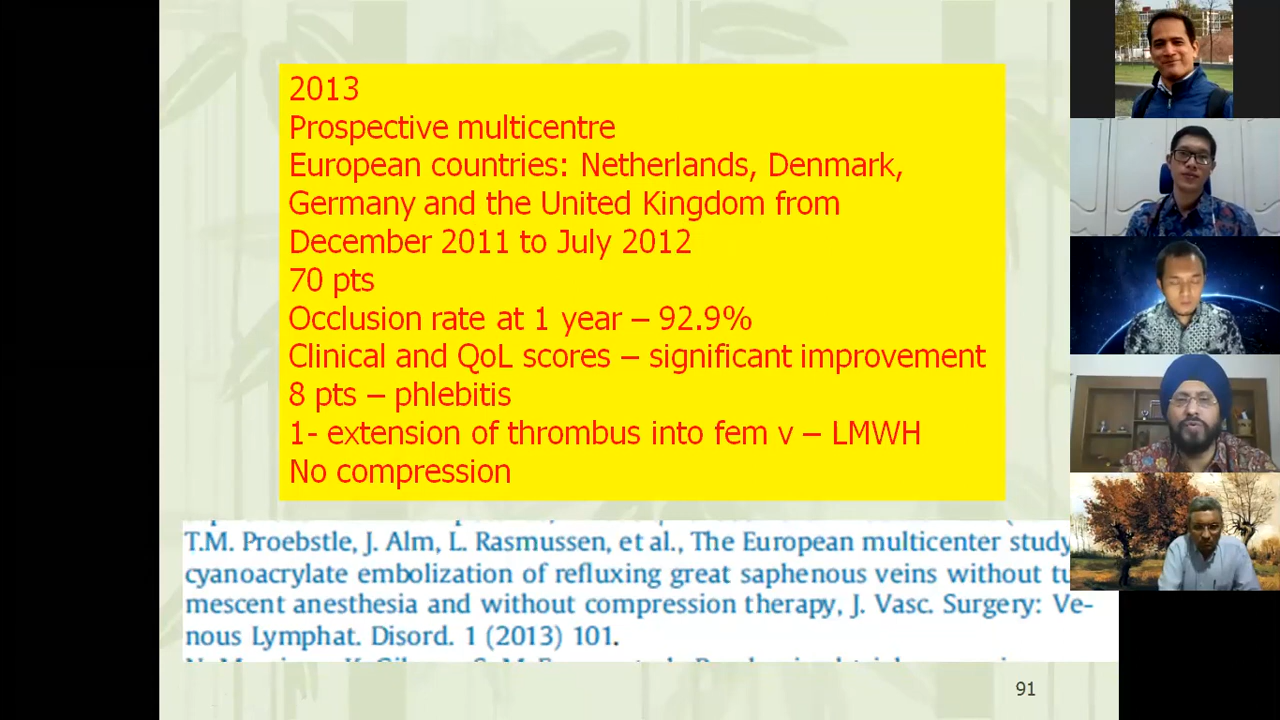 2013
Prospective multicentre
European countries: Netherlands, Denmark,
Germany and the United Kingdom from
December 2011 to July 2012
70 pts
Occlusion rate at 1 year – 92.9%
Clinical and QoL scores – significant improvement
8 pts – phlebitis
1- extension of thrombus into fem v – LMWH
No compression
T.M. Proebstle, J. Alm, L. Rasmussen, et al., The European multicenter study
cyanoacrylate embolization of refluxing great saphenous veins without tu
mescent anesthesia and without compression therapy, J. Vasc. Surgery: Ve-
nous Lymphat. Disord. 1 (2013) 101.
91